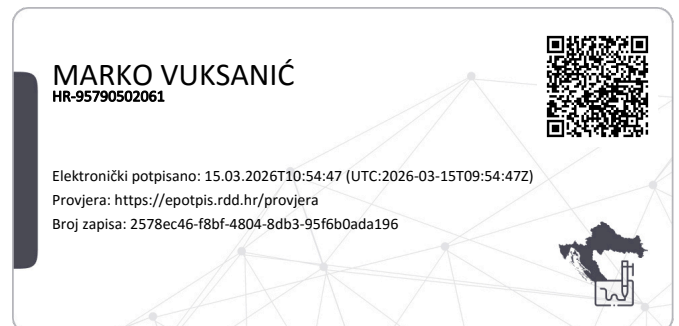 MARKO VUKSANIĆ
HR-95790502061
Elektronički potpisano: 15.03.2026T10:54:47 (UTC:2026-03-15T09:54:47Z)
Provjera: https://epotpis.rdd.hr/provjera
Broj zapisa: 2578ec46-f8bf-4804-8db3-95f6b0ada196